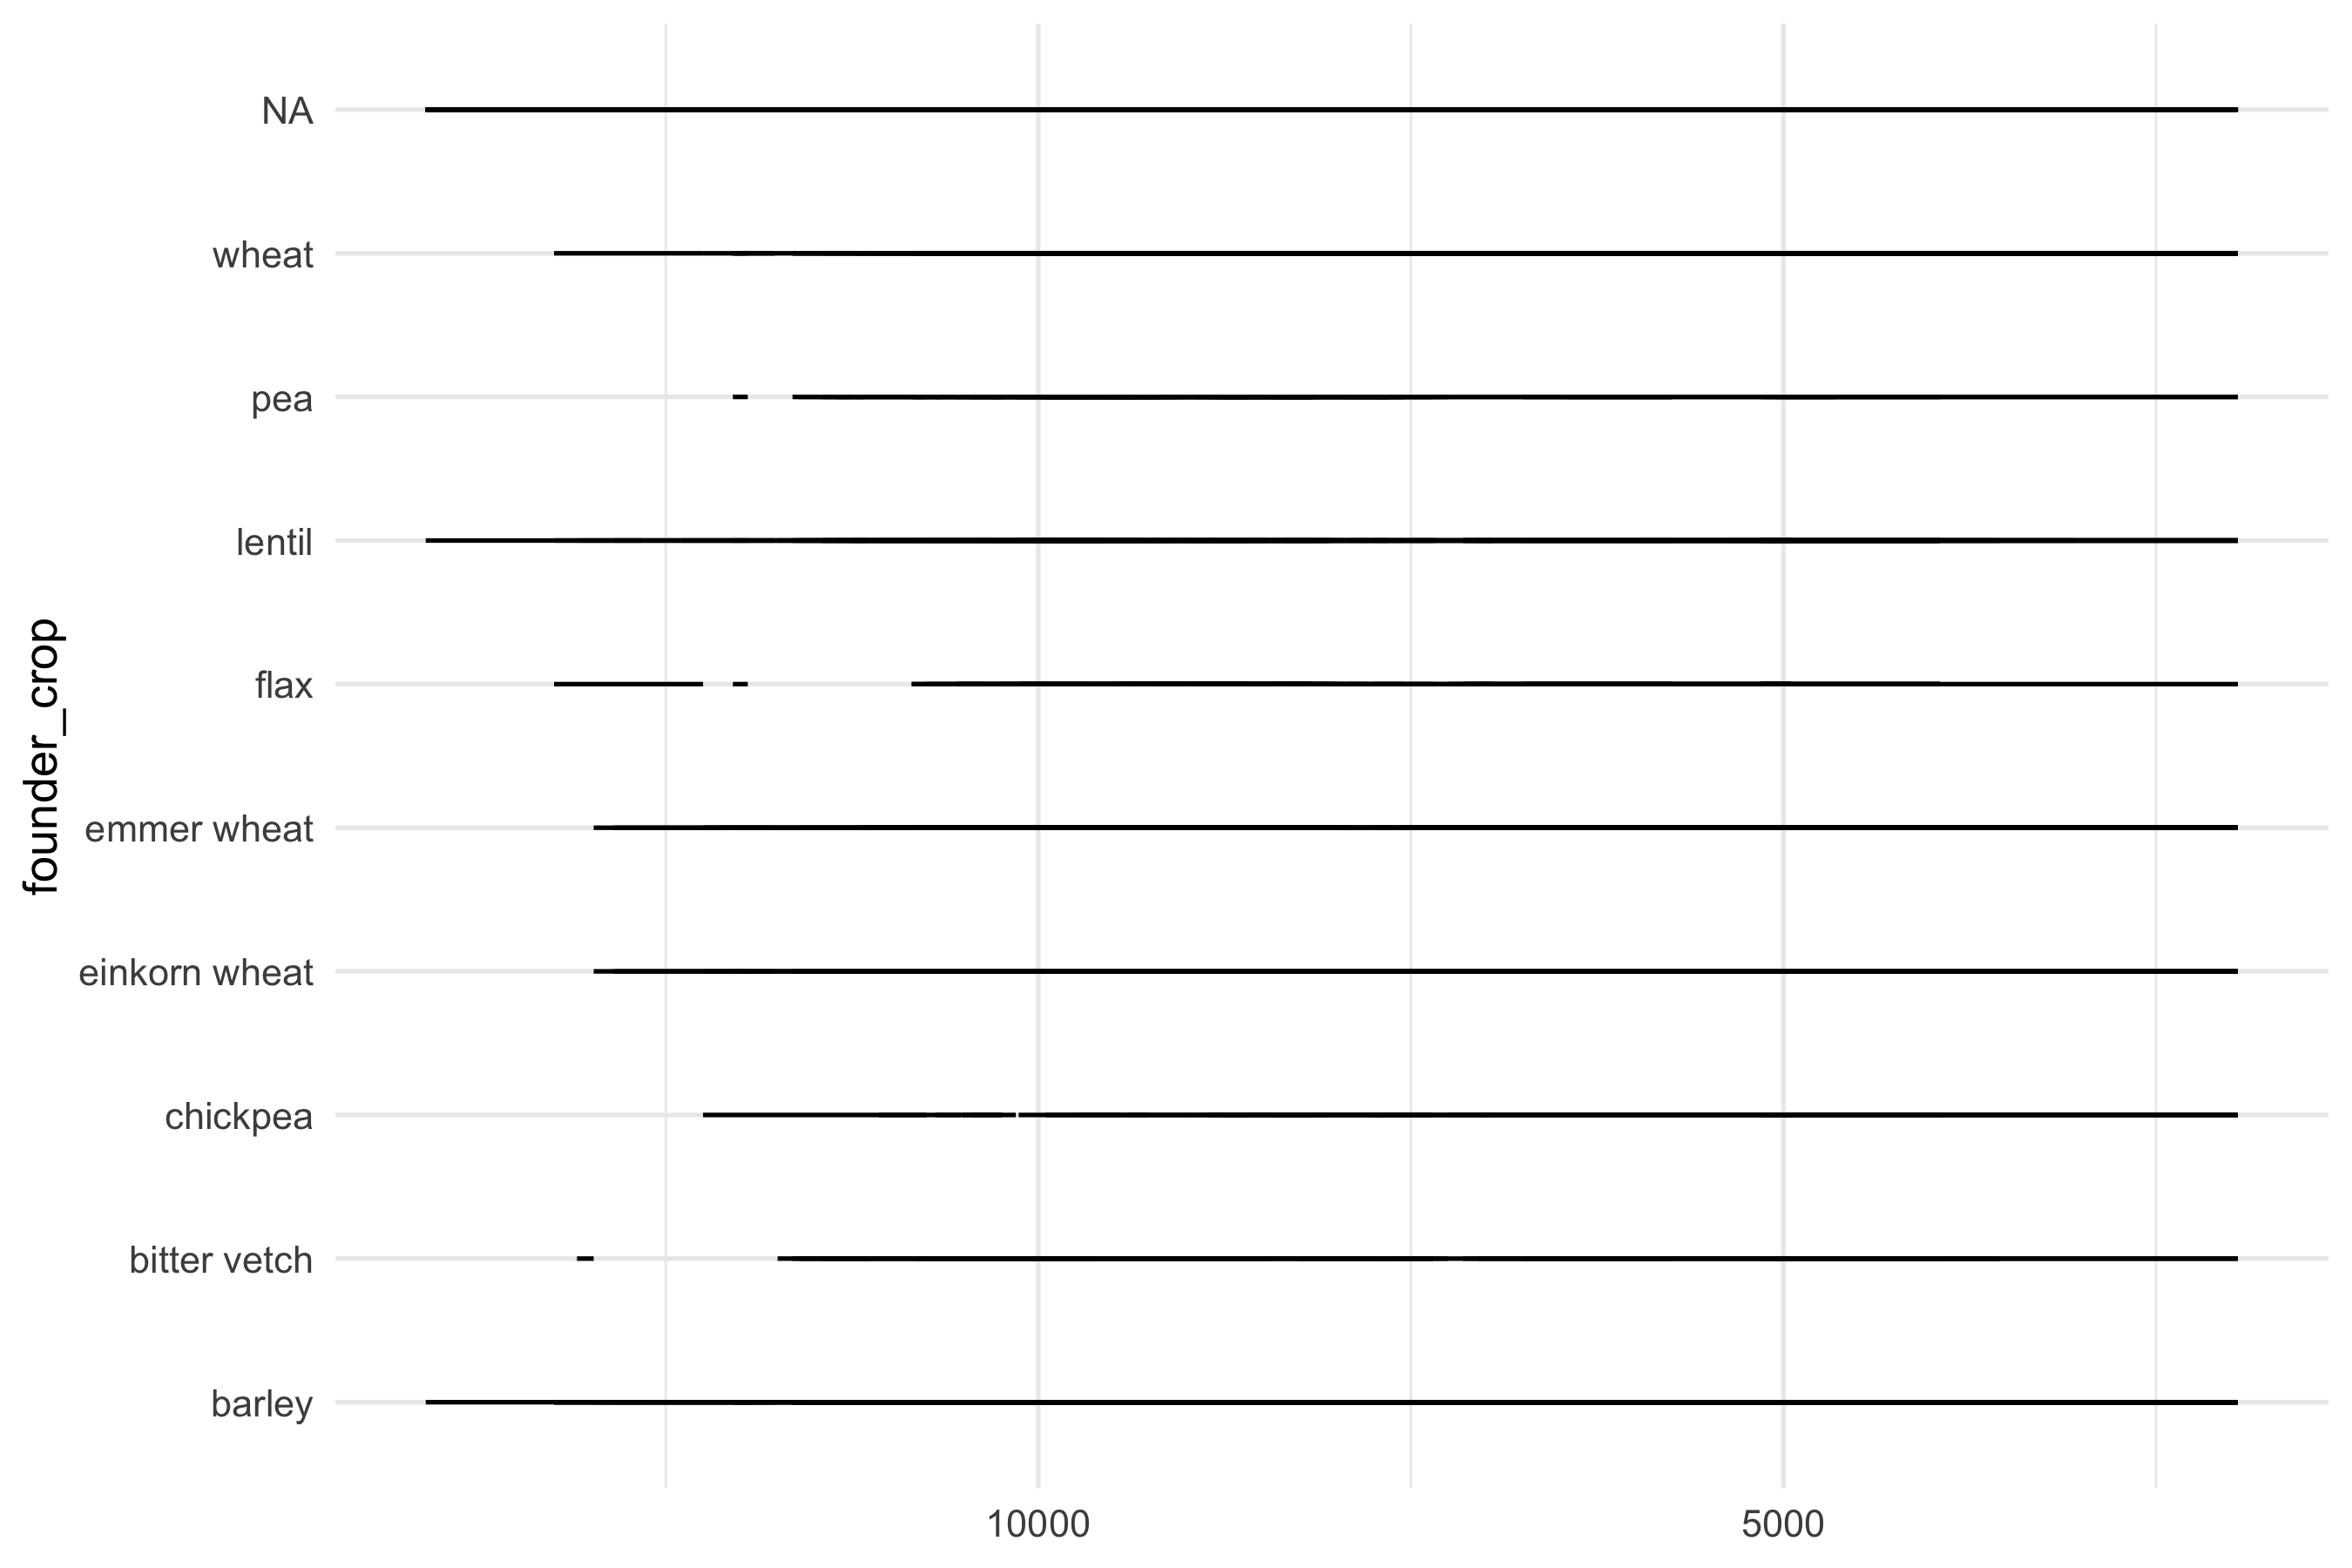 founder_crop
NA
wheat
pea
lentil
flax
emmer wheat
einkorn wheat
chickpea
bitter vetch
barley
10000
5000